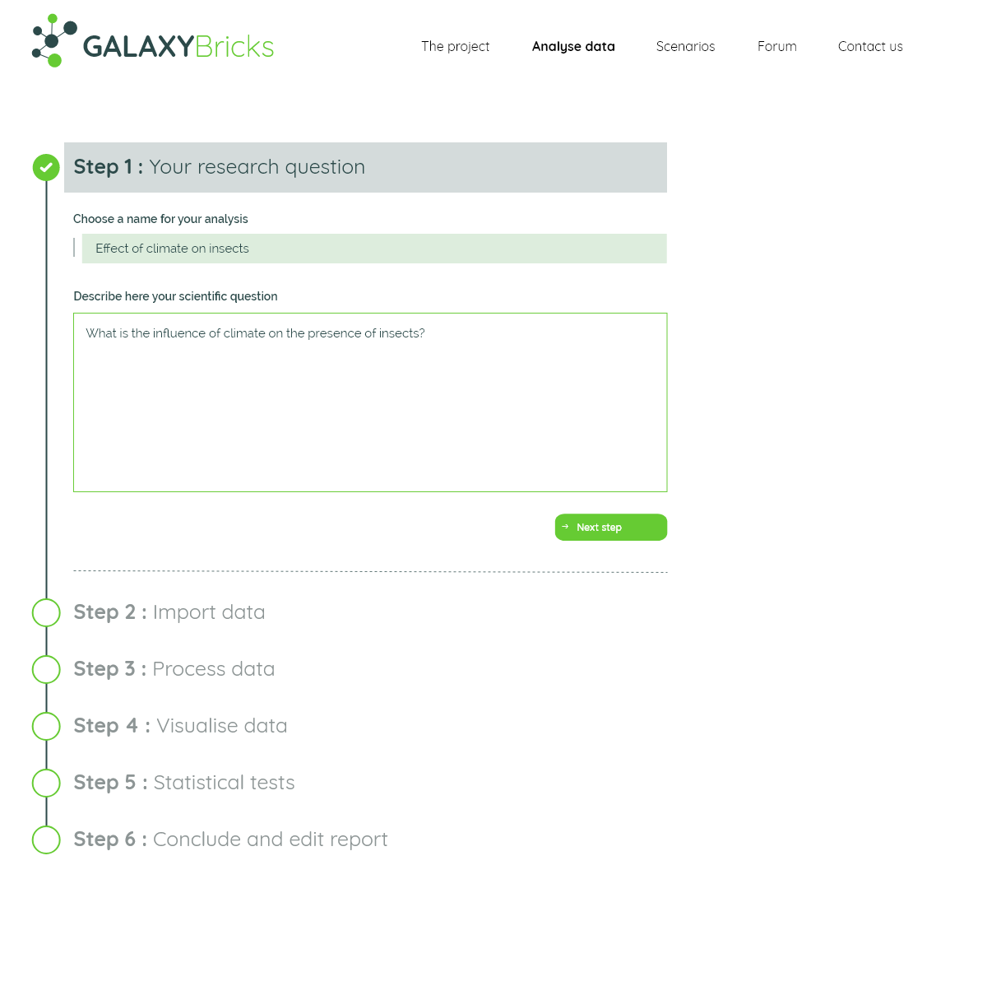 GALAXYBricks
The project Analyse data Scenarios Forum Contact us
Step 1 : Your research question
Choose a name for your analysis
Effect of climate on insects
Describe here your scientific question
What is the influence of climate on the presence of insects?
→ Next step
Step 2 : Import data
Step 3 : Process data
Step 4 : Visualise data
Step 5 : Statistical tests
Step 6 : Conclude and edit report